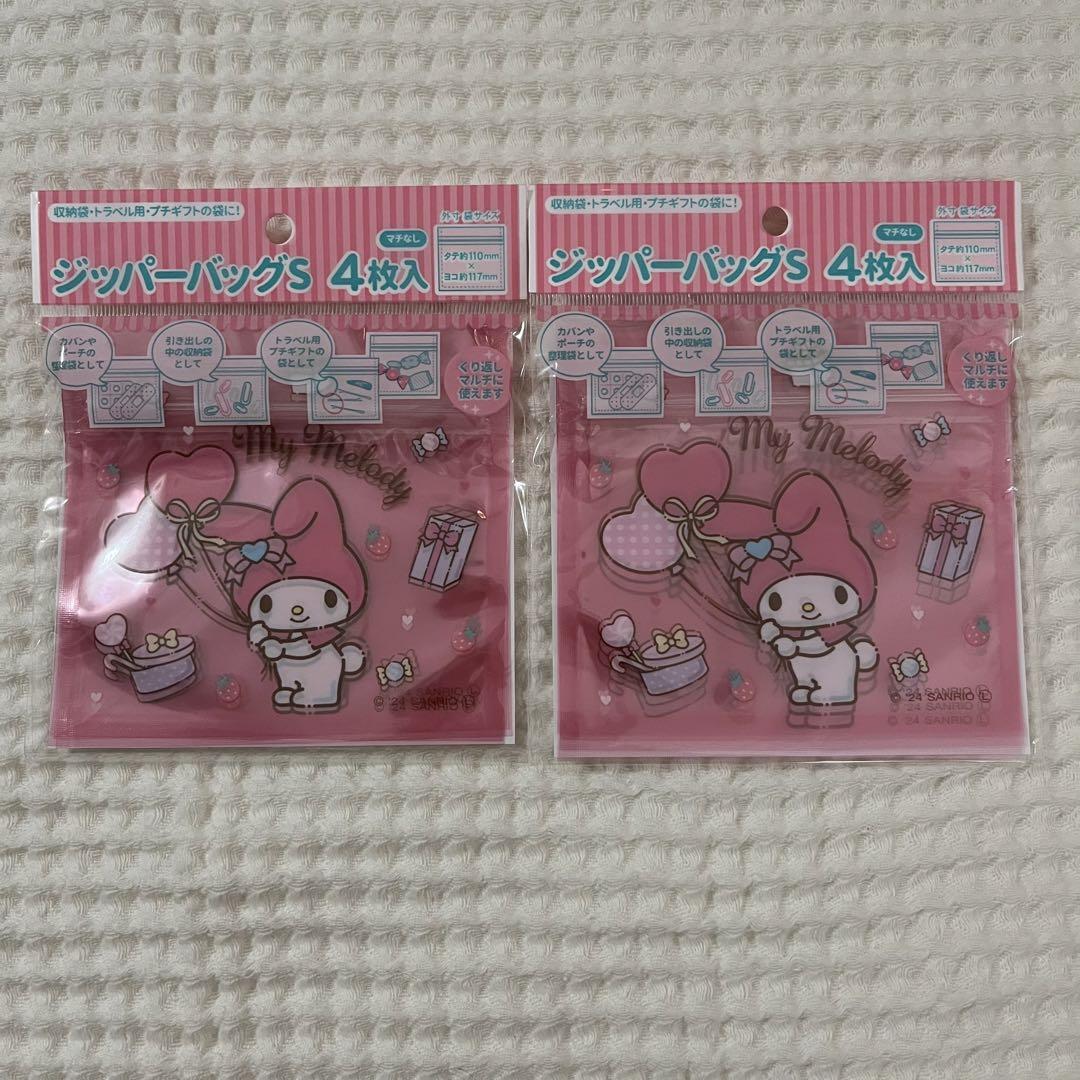 収納袋・トラベル用・プチギフトの袋に!
外寸 袋サイズ
マチなし
ジッパーバッグS 4枚入
タテ約110mm
×
ヨコ約117mm
カバンや
ポーチの
整理袋として
引き出しの
中の収納袋
として
トラベル用
プチギフトの
袋として
くり返し
マルチに
使えます
My Melody
© '24 SANRIO Ⓛ
© '24 SANRIO Ⓛ
収納袋・トラベル用・プチギフトの袋に!
外寸 袋サイズ
マチなし
ジッパーバッグS 4枚入
タテ約110mm
×
ヨコ約117mm
カバンや
ポーチの
整理袋として
引き出しの
中の収納袋
として
トラベル用
プチギフトの
袋として
くり返し
マルチに
使えます
My Melody
© '24 SANRIO Ⓛ
© '24 SANRIO Ⓛ